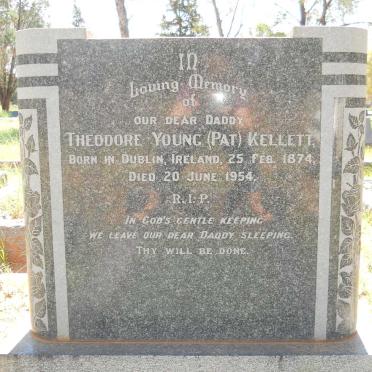 IN
Loving Memory
of
OUR DEAR DADDY
THEODORE YOUNG (PAT) KELLETT,
BORN IN DUBLIN, IRELAND, 25 FEB. 1874,
DIED 20 JUNE 1954,
R.I.P.
IN GOD'S GENTLE KEEPING
WE LEAVE OUR DEAR DADDY SLEEPING.
THY WILL BE DONE.